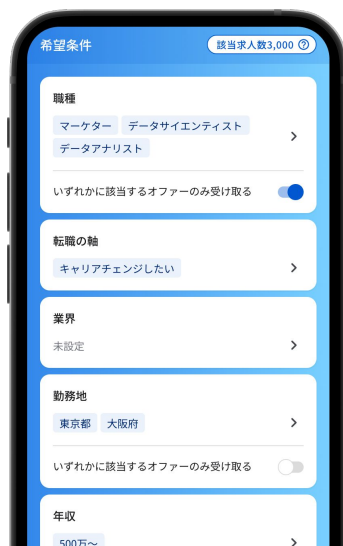 希望条件
該当求人数3,000 ?
職種
マーケター データサイエンティスト
データアナリスト
いずれかに該当するオファーのみ受け取る
転職の軸
キャリアチェンジしたい
業界
未設定
勤務地
東京都 大阪府
いずれかに該当するオファーのみ受け取る
年収
500万～